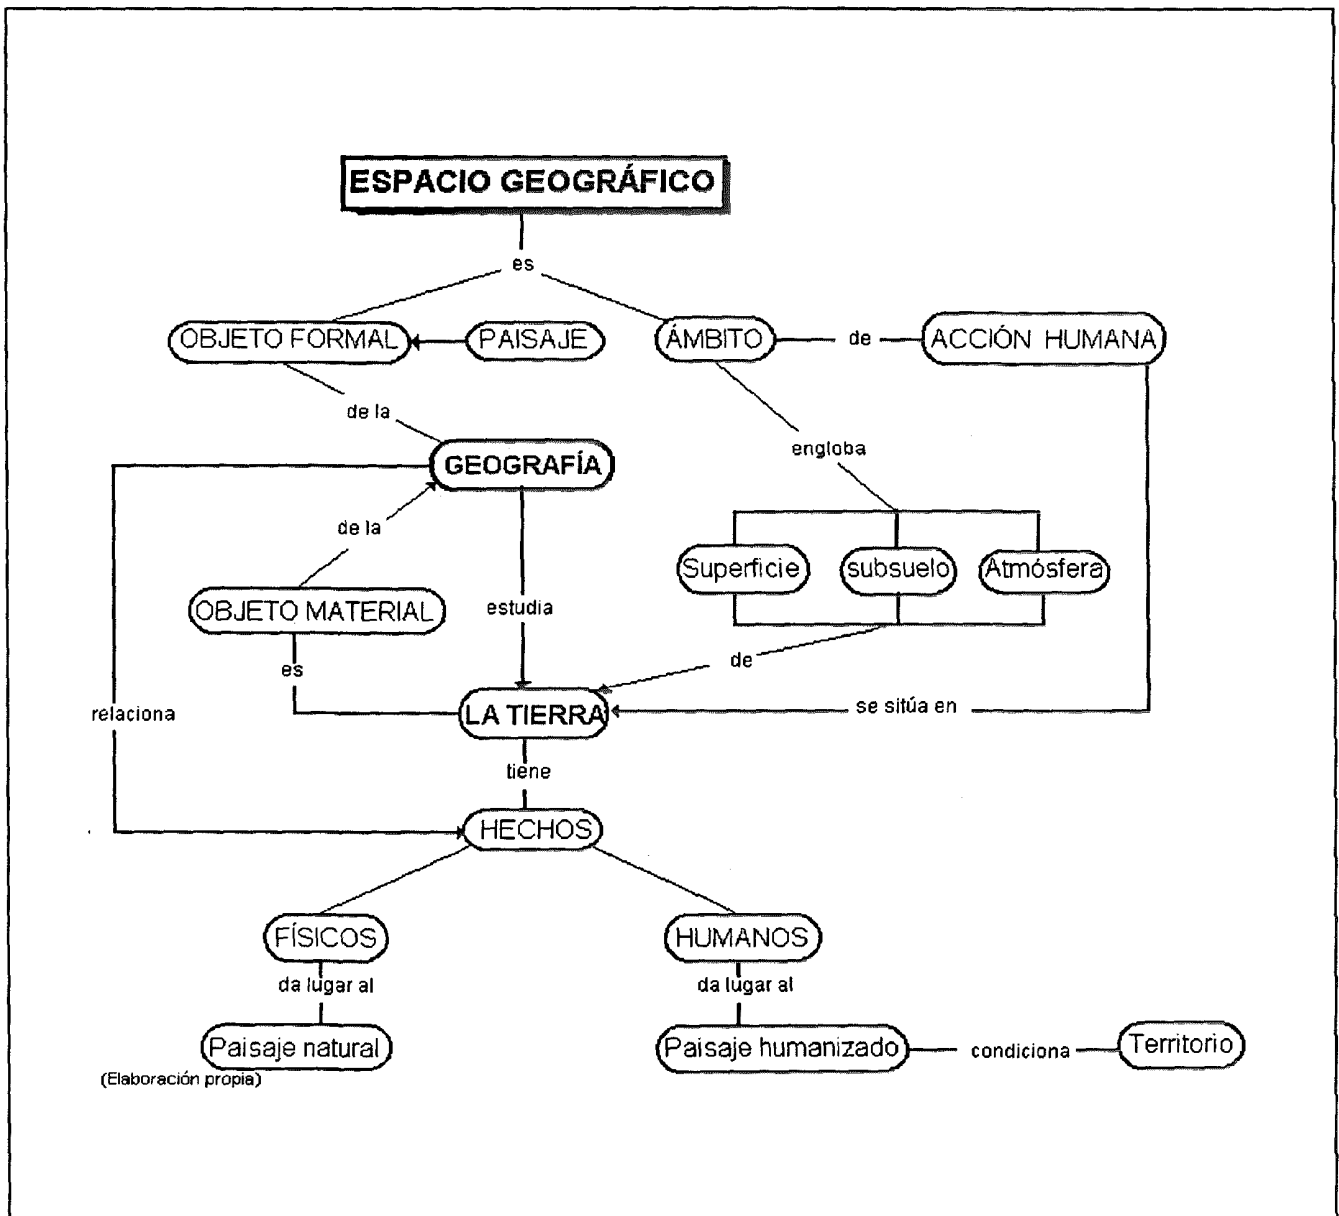 ESPACIO GEOGRÁFICO
es
OBJETO FORMAL
PAISAJE
ÁMBITO
de
ACCIÓN HUMANA
de la
engloba
GEOGRAFÍA
de la
Superficie
subsuelo
Atmósfera
OBJETO MATERIAL
estudia
de
es
relaciona
LA TIERRA
se sitúa en
tiene
HECHOS
FÍSICOS
HUMANOS
da lugar al
da lugar al
Paisaje natural
Paisaje humanizado
condiciona
Territorio
(Elaboración propia)